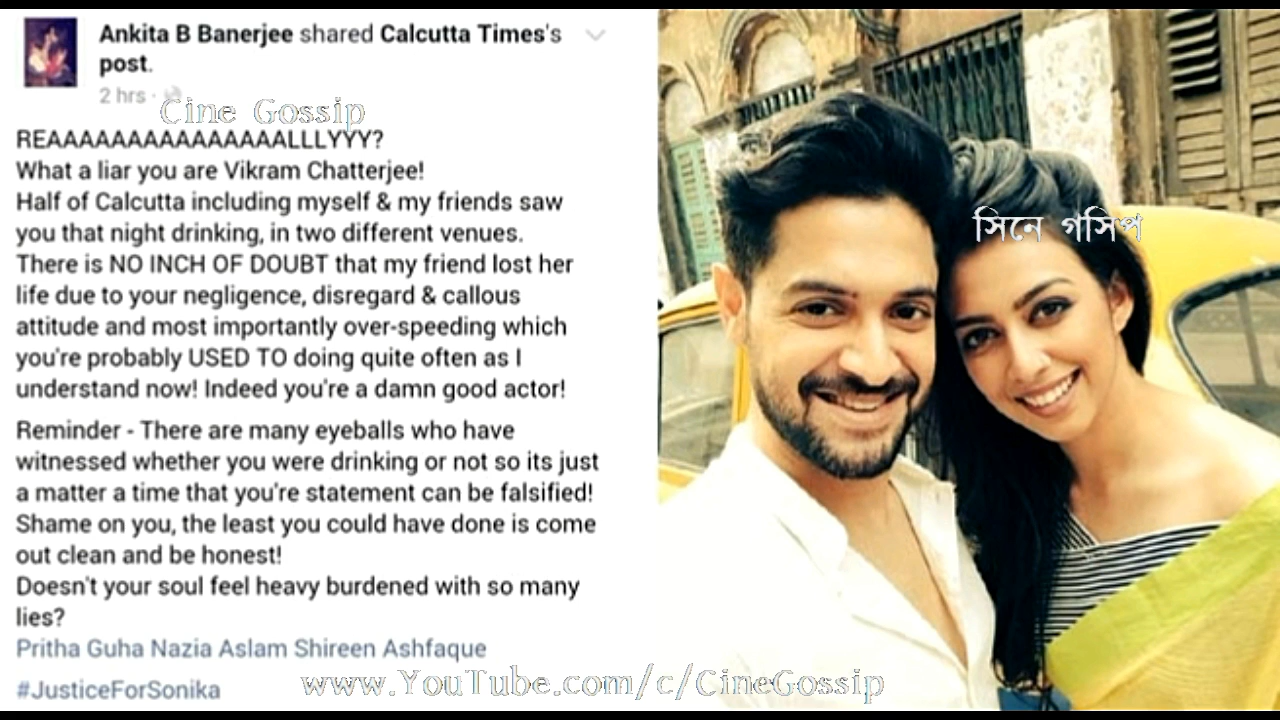 Ankita B Banerjee shared Calcutta Times's
post.
2 hrs ·
Cine Gossip
REAAAAAAAAAAAAAAALLLYYY?
What a liar you are Vikram Chatterjee!
Half of Calcutta including myself & my friends saw
you that night drinking, in two different venues.
There is NO INCH OF DOUBT that my friend lost her
life due to your negligence, disregard & callous
attitude and most importantly over-speeding which
you're probably USED TO doing quite often as I
understand now! Indeed you're a damn good actor!
Reminder - There are many eyeballs who have
witnessed whether you were drinking or not so its just
a matter a time that you're statement can be falsified!
Shame on you, the least you could have done is come
out clean and be honest!
Doesn't your soul feel heavy burdened with so many
lies?
Pritha Guha Nazia Aslam Shireen Ashfaque
#JusticeForSonika
www.YouTube.com/c/CineGossip
সিনে গসিপ